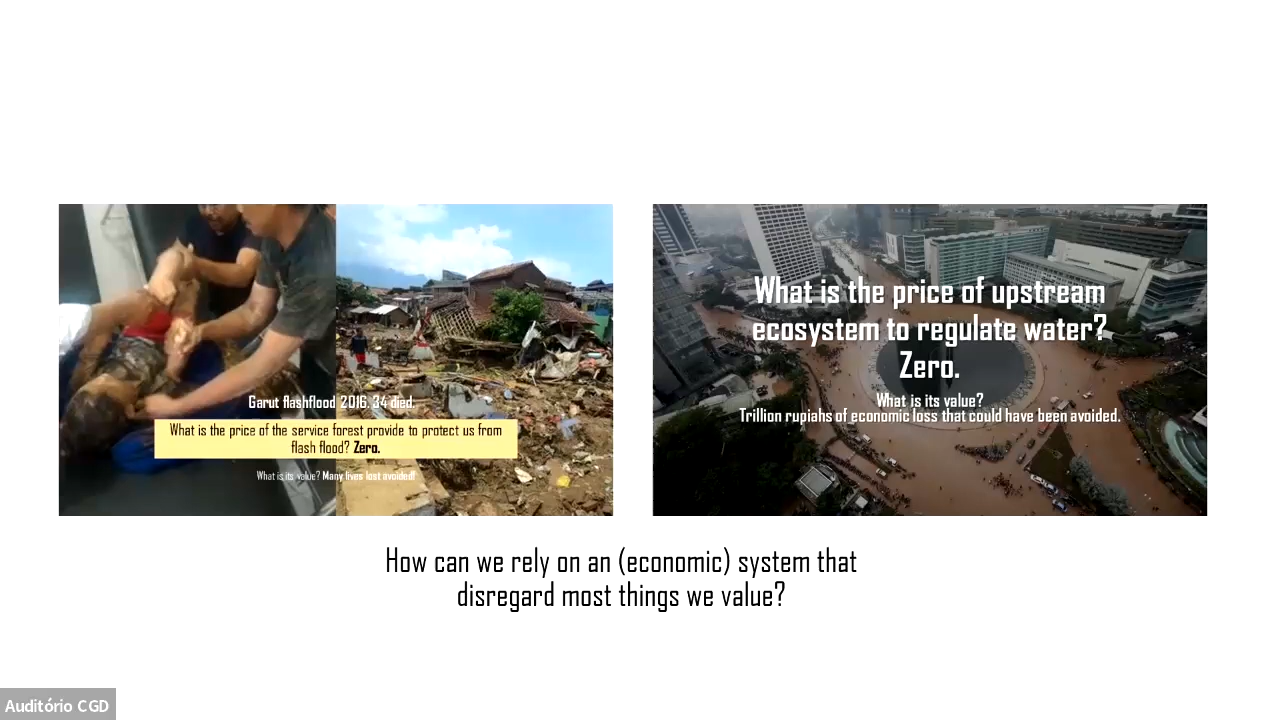 Garut flashflood 2016. 34 died.
What is the price of the service forest provide to protect us from
flash flood? Zero.
What is its value? Many lives lost avoided!
What is the price of upstream
ecosystem to regulate water?
Zero.
What is its value?
Trillion rupiahs of economic loss that could have been avoided.
How can we rely on an (economic) system that
disregard most things we value?
Auditório CGD